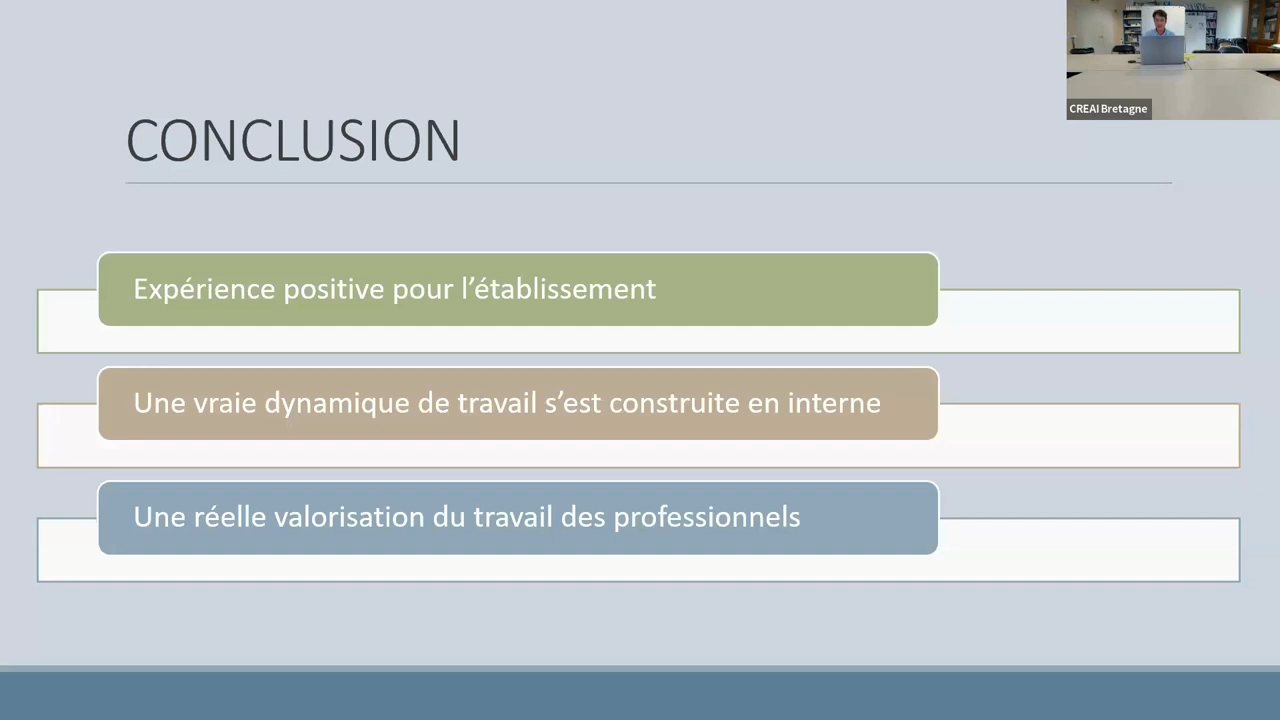 CREAI Bretagne
CONCLUSION
Expérience positive pour l’établissement
Une vraie dynamique de travail s’est construite en interne
Une réelle valorisation du travail des professionnels